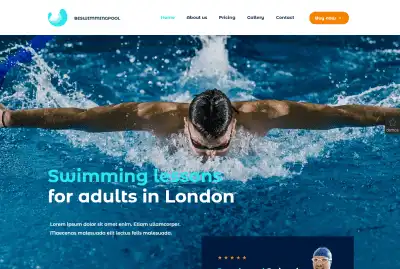 BESWIMMINGPOOL
Home About us Pricing Gallery Contact
Buy now
demos
Swimming lessons
for adults in London
Lorem ipsum dolor sit amet enim. Etiam ullamcorper.
Maecenas malesuada elit lectus felis malesuada.